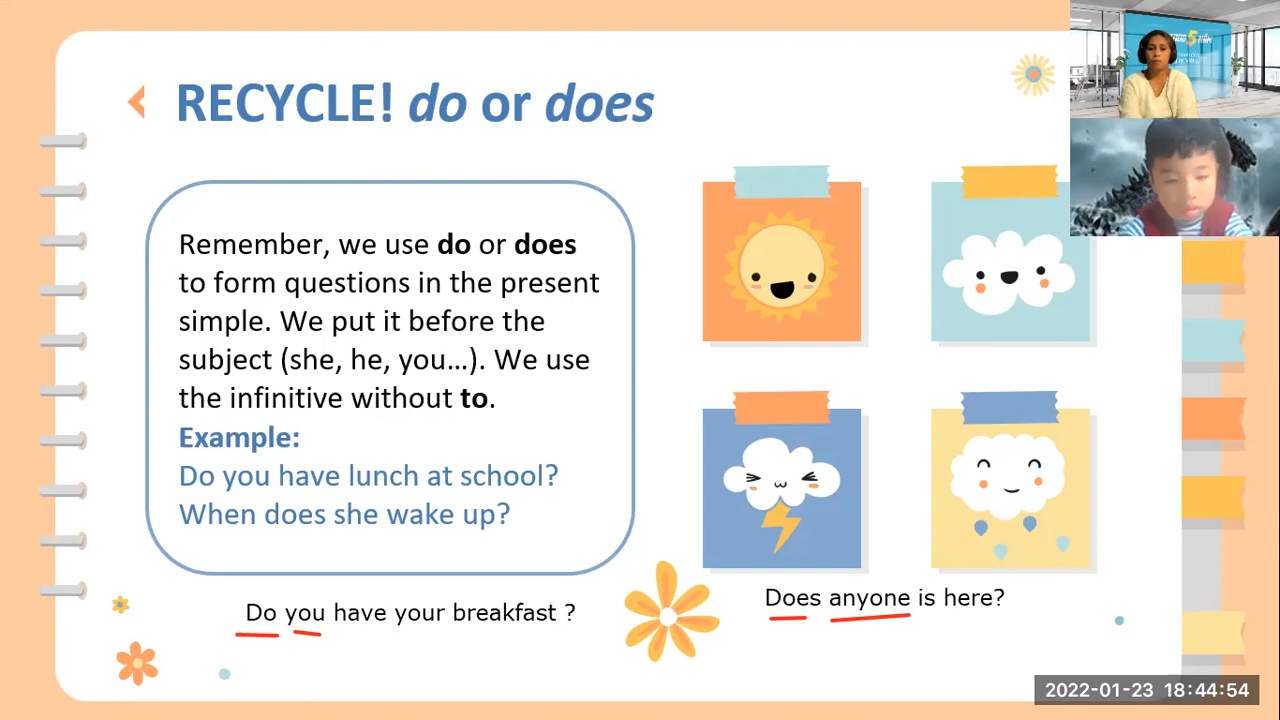 RECYCLE! do or does
Remember, we use do or does
to form questions in the present
simple. We put it before the
subject (she, he, you...). We use
the infinitive without to.
Example:
Do you have lunch at school?
When does she wake up?
Do you have your breakfast ?
Does anyone is here?
2022-01-23 18:44:54